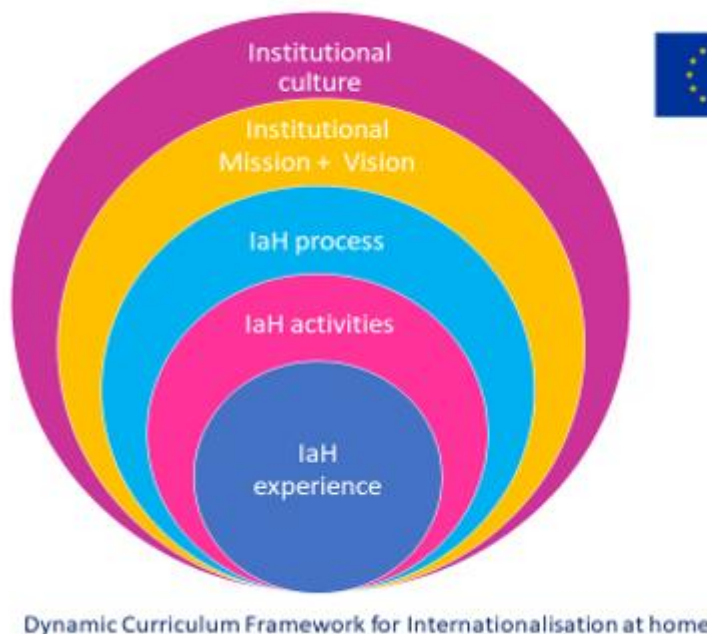 Institutional
culture
Institutional
Mission + Vision
IaH process
IaH activities
IaH
experience
Dynamic Curriculum Framework for Internationalisation at home